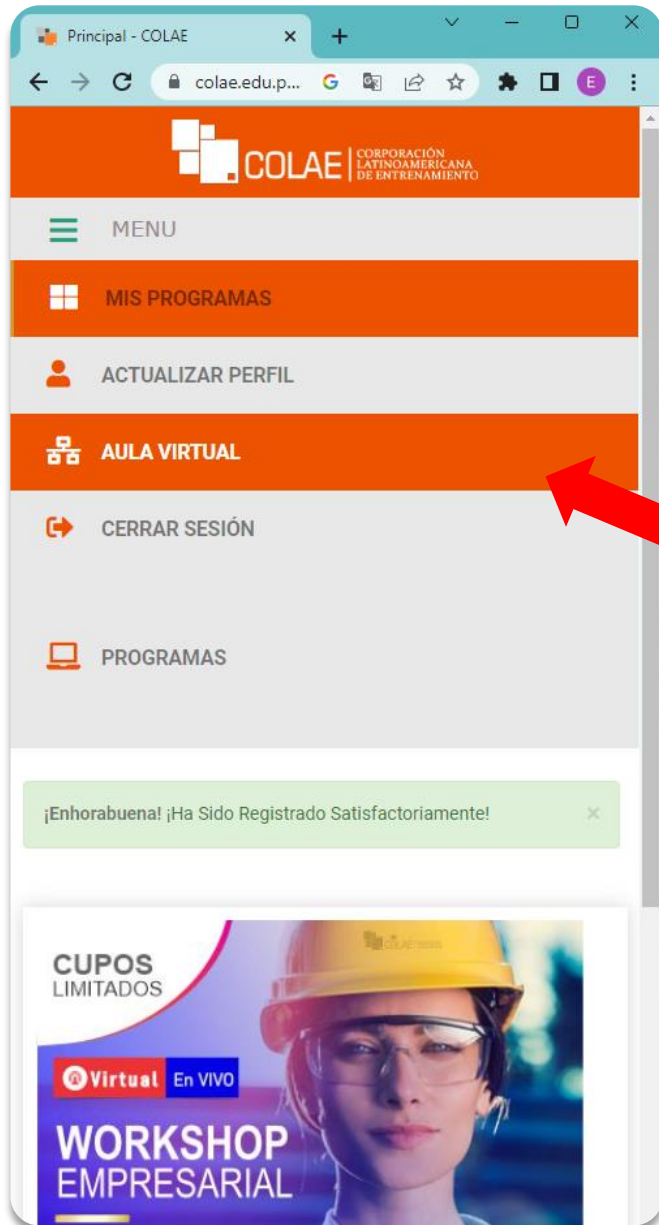 Principal - COLAE
colae.edu.p...
E
COLAE
CORPORACIÓN
LATINOAMERICANA
DE ENTRENAMIENTO
MENU
MIS PROGRAMAS
ACTUALIZAR PERFIL
AULA VIRTUAL
CERRAR SESIÓN
PROGRAMAS
¡Enhorabuena! ¡Ha Sido Registrado Satisfactoriamente!
CUPOS
LIMITADOS
Virtual En VIVO
WORKSHOP
EMPRESARIAL